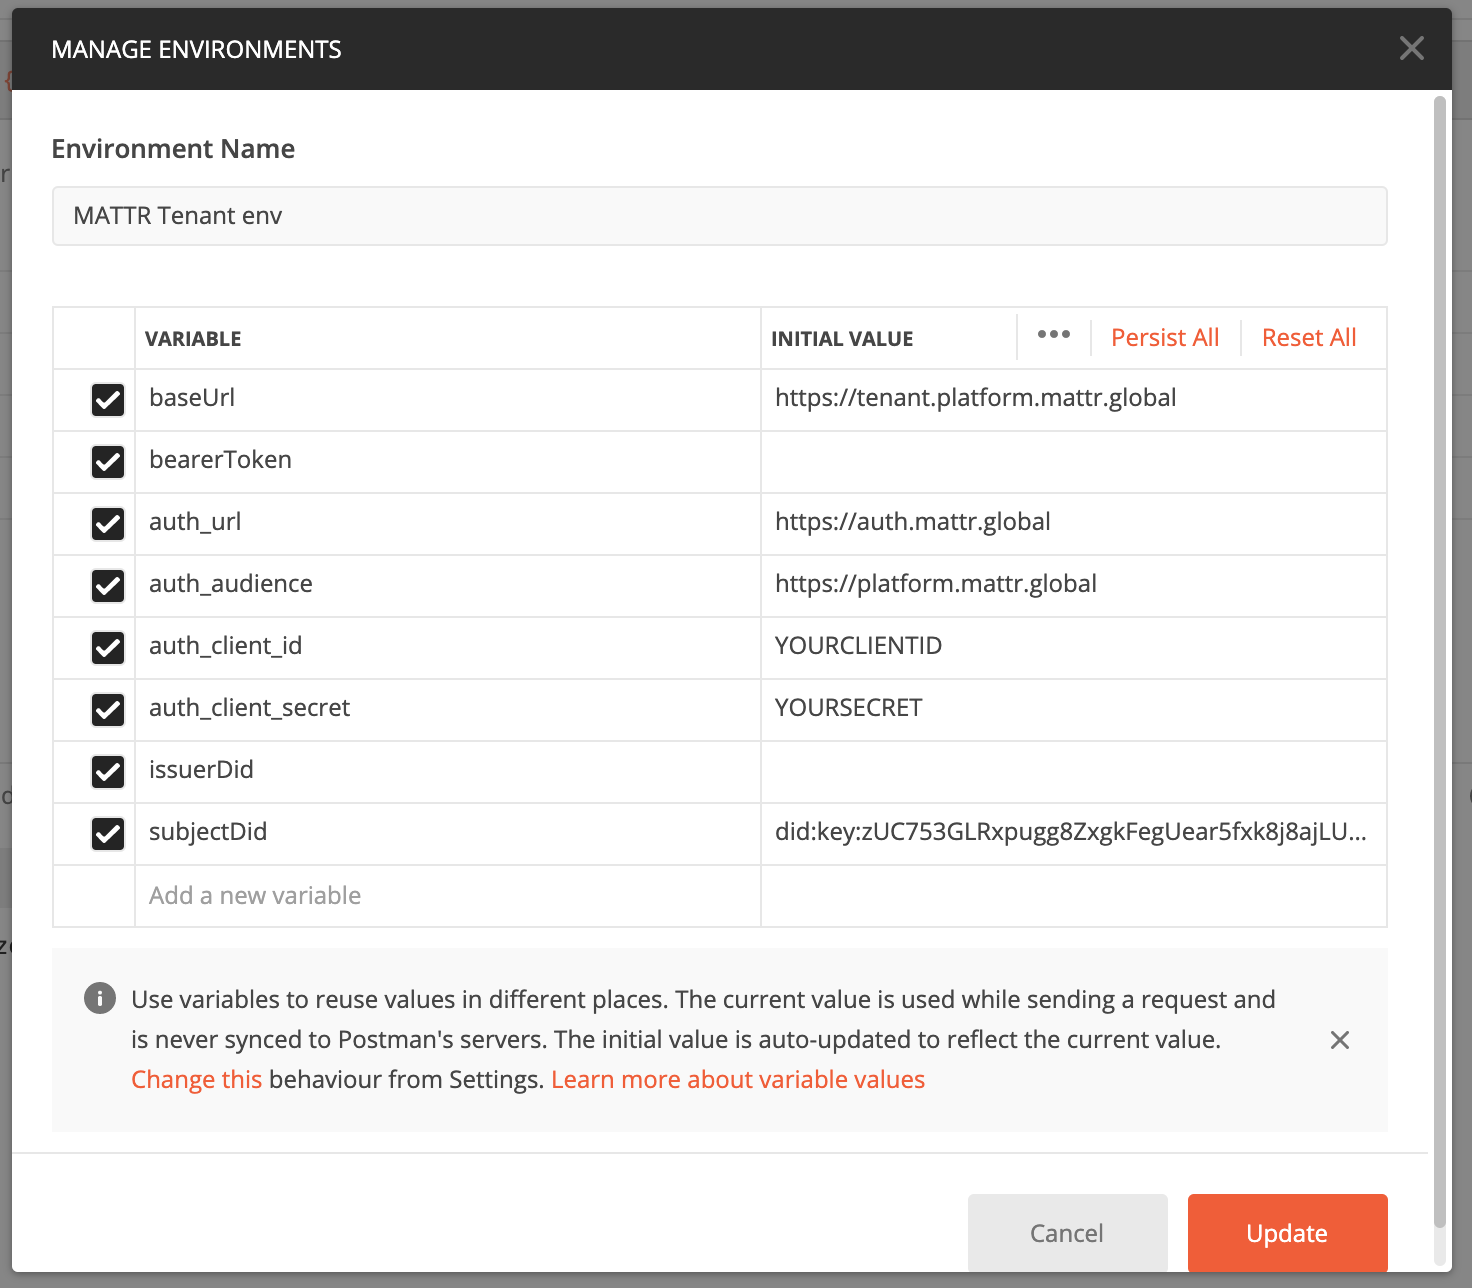 MANAGE ENVIRONMENTS
Environment Name
MATTR Tenant env
VARIABLE INITIAL VALUE ••• Persist All Reset All
baseUrl https://tenant.platform.mattr.global
bearerToken
auth_url https://auth.mattr.global
auth_audience https://platform.mattr.global
auth_client_id YOURCLIENTID
auth_client_secret YOURSECRET
issuerDid
subjectDid did:key:zUC753GLRxpugg8ZxgkFegUear5fxk8j8ajLU...
Add a new variable
Use variables to reuse values in different places. The current value is used while sending a request and
is never synced to Postman's servers. The initial value is auto-updated to reflect the current value.
Change this behaviour from Settings. Learn more about variable values
Cancel Update